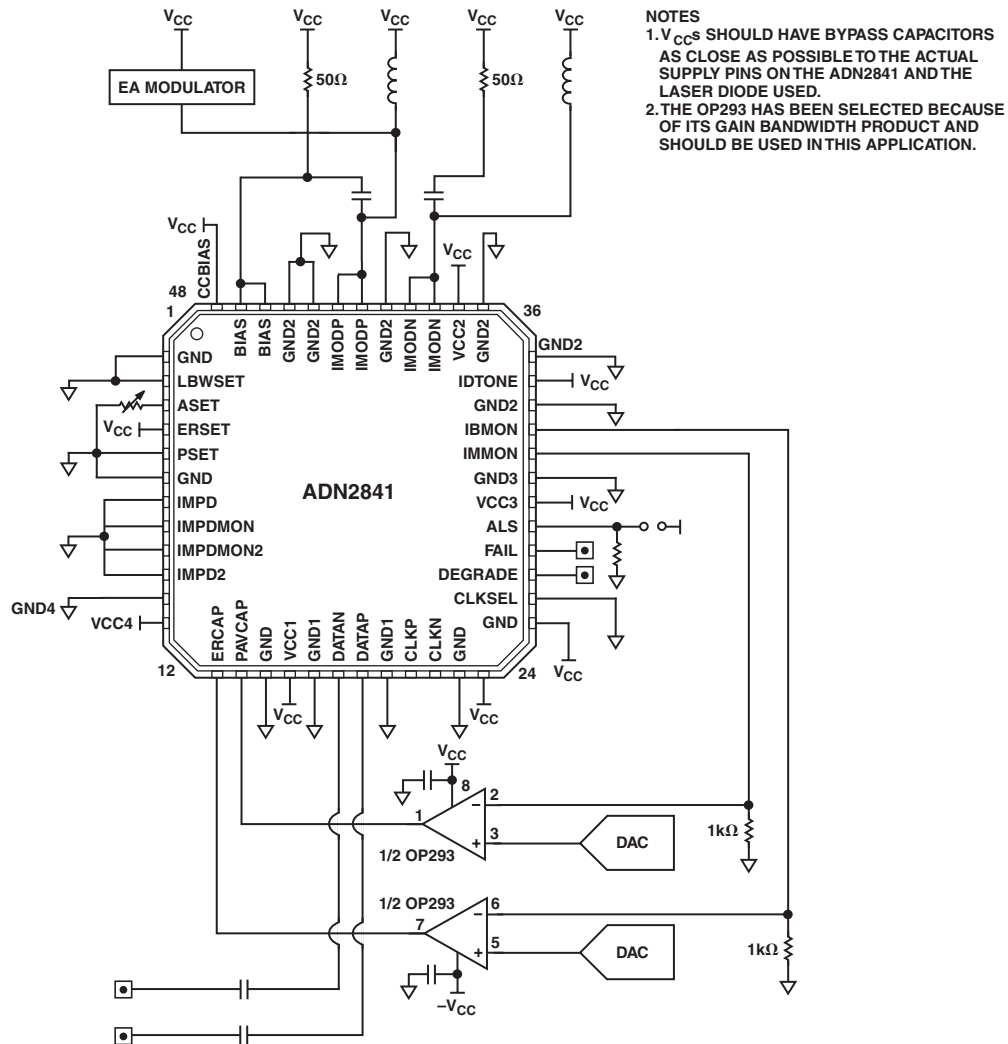 VCC VCC VCC VCC VCC
EA MODULATOR
50Ω
50Ω
NOTES
1. VCCs SHOULD HAVE BYPASS CAPACITORS
AS CLOSE AS POSSIBLE TO THE ACTUAL
SUPPLY PINS ON THE ADN2841 AND THE
LASER DIODE USED.
2. THE OP293 HAS BEEN SELECTED BECAUSE
OF ITS GAIN BANDWIDTH PRODUCT AND
SHOULD BE USED IN THIS APPLICATION.
VCC
CCBIAS
VCC
48
1
36
BIAS
BIAS
GND2
GND2
IMODP
IMODP
GND2
IMODN
IMODN
VCC2
GND2
GND
LBWSET
ASET
VCC
ERSET
PSET
GND
IMPD
IMPDMON
IMPDMON2
IMPD2
GND4
VCC4
ADN2841
GND2
IDTONE
VCC
GND2
IBMON
IMMON
GND3
VCC3
VCC
ALS
FAIL
DEGRADE
CLKSEL
GND
VCC
12
24
ERCAP
PAVCAP
GND
VCC1
GND1
DATAN
DATAP
GND1
CLKP
CLKN
GND
VCC
VCC
VCC
8
1
2
3
1/2 OP293
DAC
1kΩ
1/2 OP293
7
6
5
DAC
1kΩ
–VCC